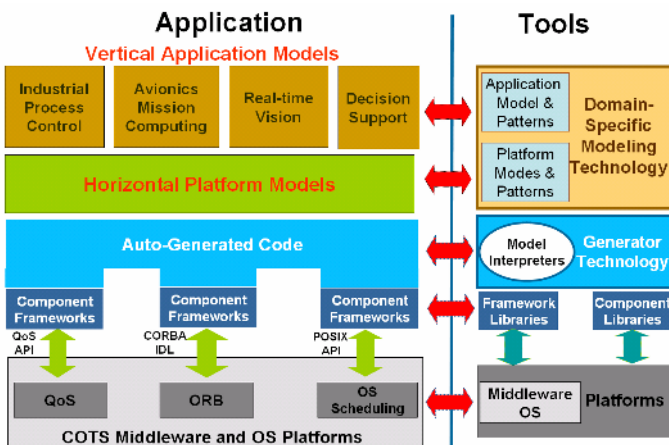 Application
Tools
Vertical Application Models
Industrial
Process
Control
Avionics
Mission
Computing
Real-time
Vision
Decision
Support
Application
Model &
Patterns
Platform
Modes &
Patterns
Domain-
Specific
Modeling
Technology
Horizontal Platform Models
Auto-Generated Code
Model
Interpreters
Generator
Technology
Component
Frameworks
Component
Frameworks
Component
Frameworks
Framework
Libraries
Component
Libraries
QoS
API
CORBA
IDL
POSIX
API
QoS
ORB
OS
Scheduling
Middleware
OS
Platforms
COTS Middleware and OS Platforms